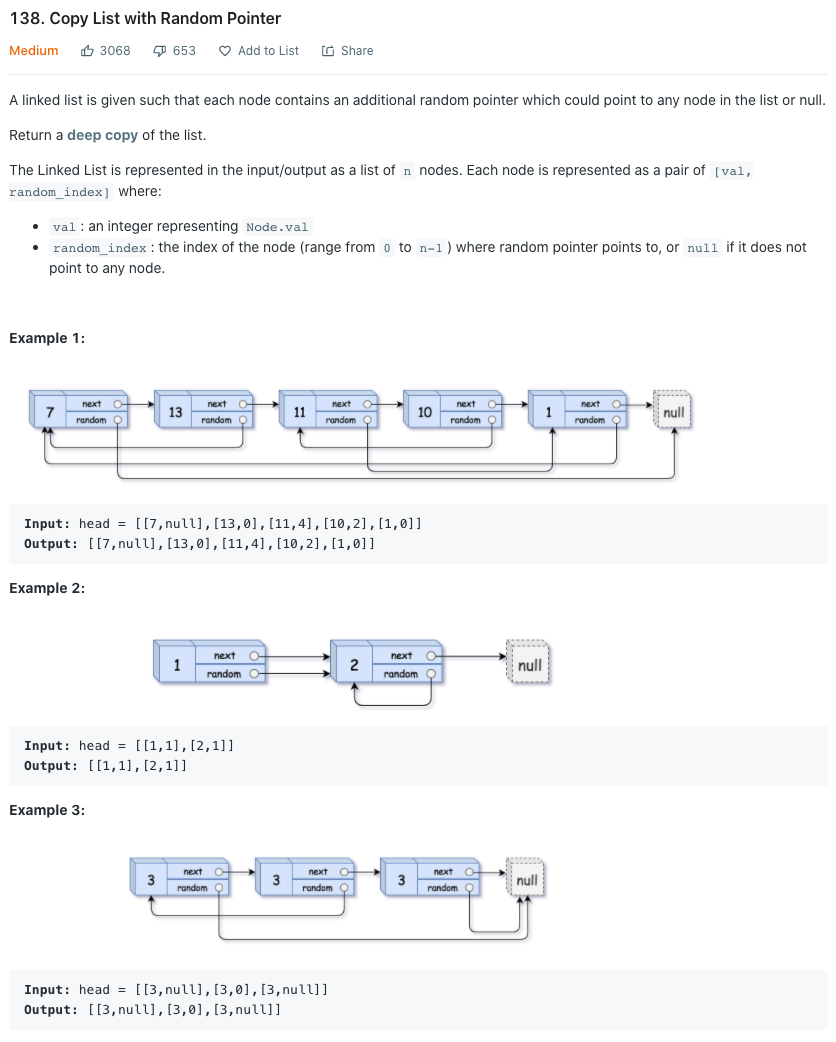 138. Copy List with Random Pointer
Medium 3068 653 Add to List Share
A linked list is given such that each node contains an additional random pointer which could point to any node in the list or null.
Return a deep copy of the list.
The Linked List is represented in the input/output as a list of n nodes. Each node is represented as a pair of [val,
random_index] where:
• val : an integer representing Node.val
• random_index : the index of the node (range from 0 to n-1 ) where random pointer points to, or null if it does not
point to any node.
Example 1:
7 next random 13 next random 11 next random 10 next random 1 next random null
Input: head = [[7,null],[13,0],[11,4],[10,2],[1,0]]
Output: [[7,null],[13,0],[11,4],[10,2],[1,0]]
Example 2:
1 next random 2 next random null
Input: head = [[1,1],[2,1]]
Output: [[1,1],[2,1]]
Example 3:
3 next random 3 next random 3 next random null
Input: head = [[3,null],[3,0],[3,null]]
Output: [[3,null],[3,0],[3,null]]